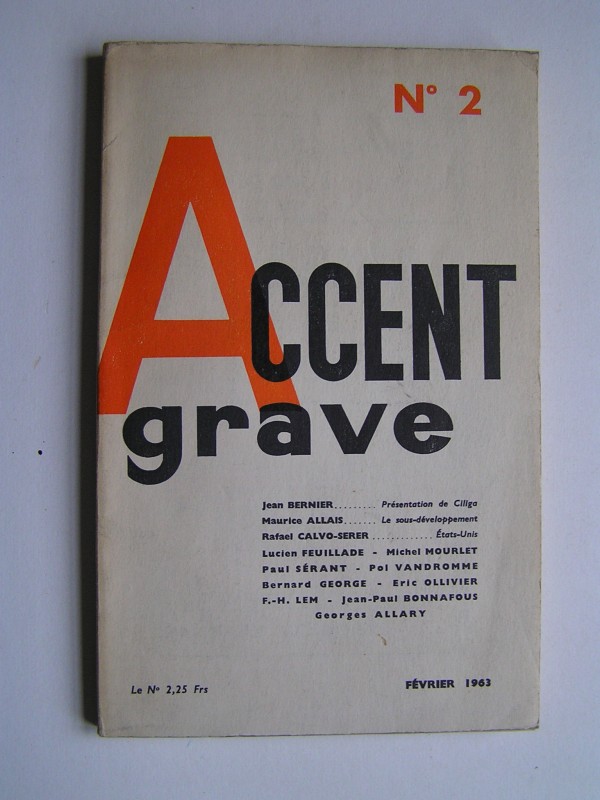 N° 2
ACCENT
grave
Jean BERNIER......... Présentation de Ciliga
Maurice ALLAIS....... Le sous-développement
Rafael CALVO-SERER ............. États-Unis
Lucien FEUILLADE - Michel MOURLET
Paul SÉRANT - Pol VANDROMME
Bernard GEORGE - Eric OLLIVIER
F.-H. LEM - Jean-Paul BONNAFOUS
Georges ALLARY
Le N° 2,25 Frs
FÉVRIER 1963